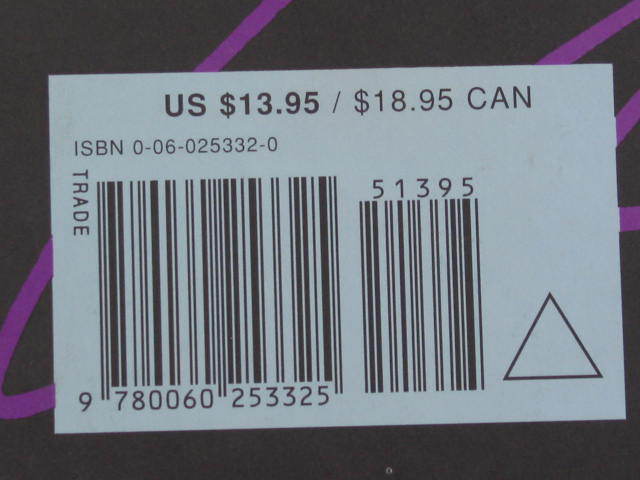 US $13.95 / $18.95 CAN
ISBN 0-06-025332-0
TRADE
51395
9 780060 253325